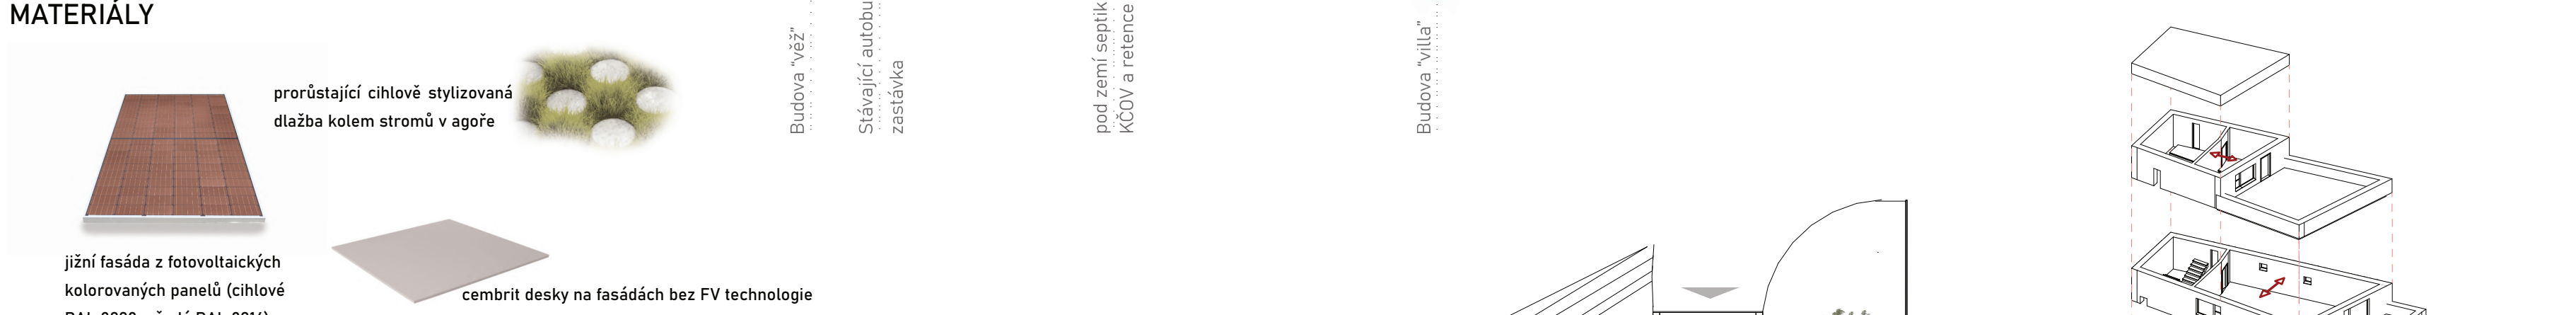 MATERIÁLY
prorůstající cihlově stylizovaná
dlažba kolem stromů v agoře
jižní fasáda z fotovoltaických
kolorovaných panelů (cihlové
cembrit desky na fasádách bez FV technologie
Budova "věž"
Stávající autobu
zastávka
pod zemí septik
KČOV a retence
Budova "villa"